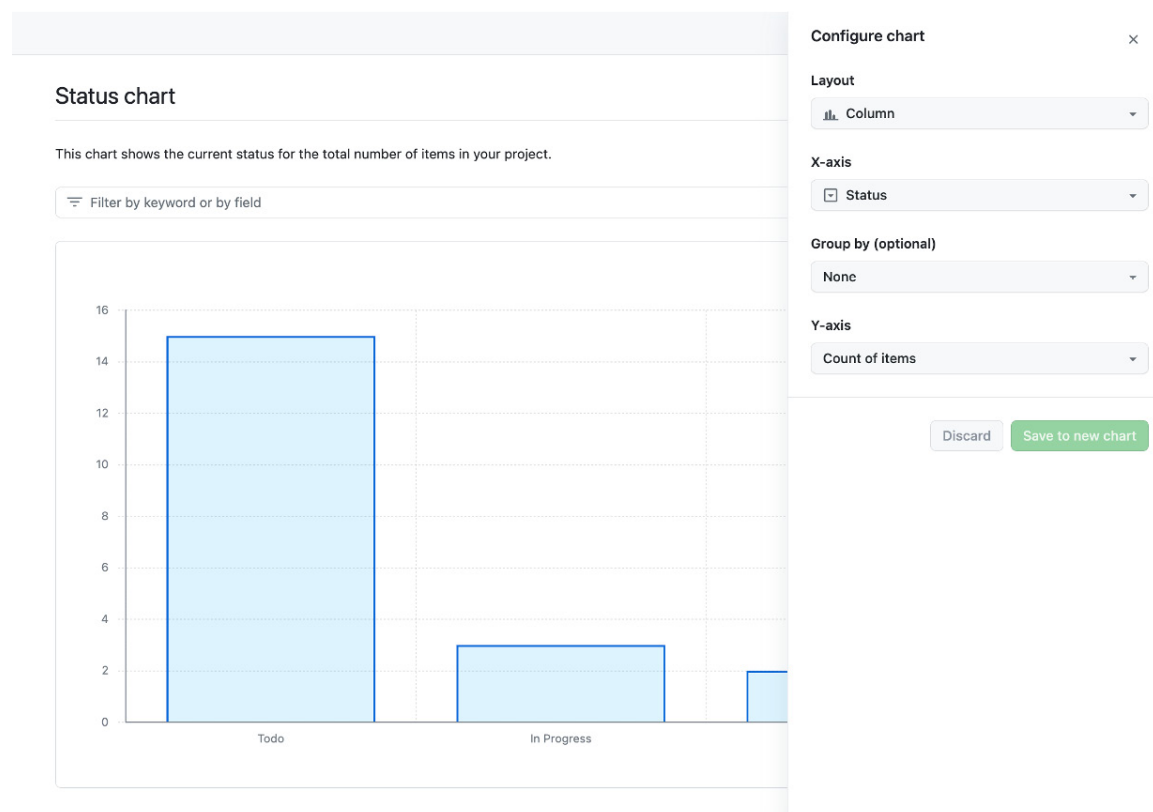 Status chart
This chart shows the current status for the total number of items in your project.
Filter by keyword or by field
16
14
12
10
8
6
4
2
0
Todo
In Progress
Configure chart
Layout
Column
X-axis
Status
Group by (optional)
None
Y-axis
Count of items
Discard
Save to new chart